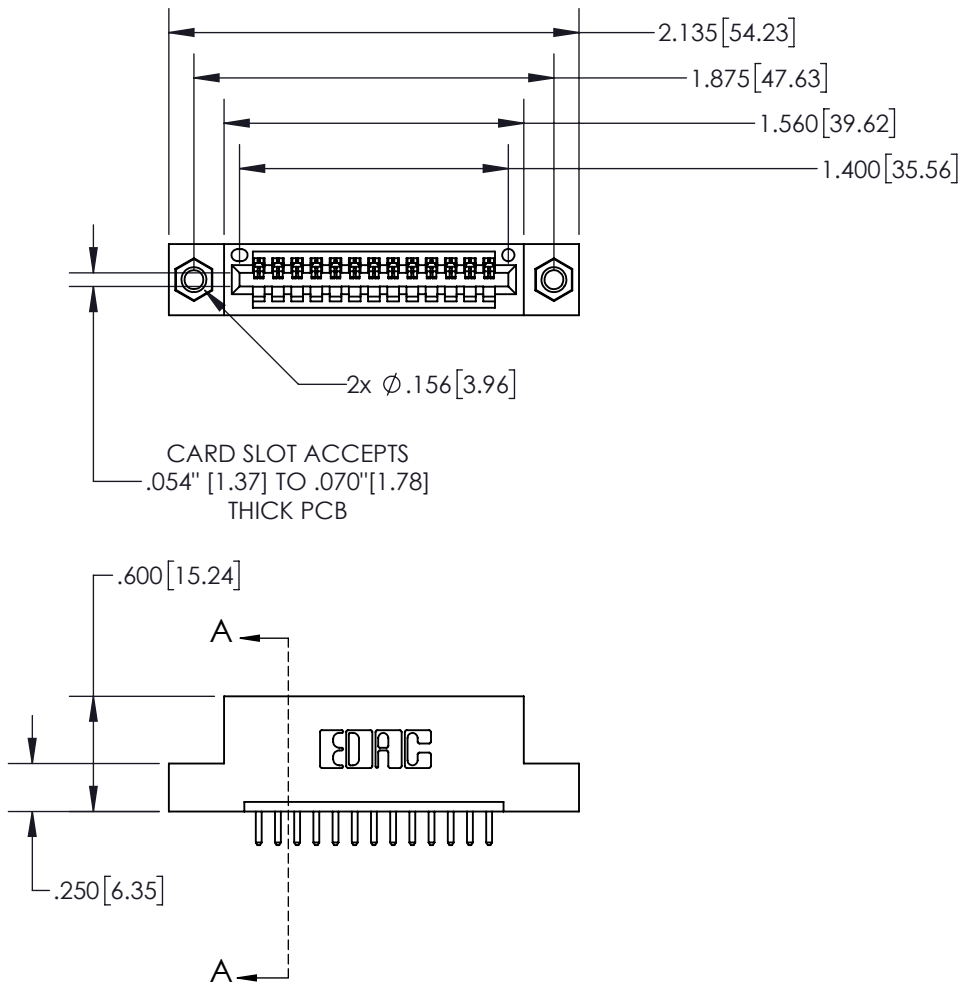 2.135[54.23]
1.875[47.63]
1.560[39.62]
1.400[35.56]
2x Ø.156[3.96]
CARD SLOT ACCEPTS
.054" [1.37] TO .070"[1.78]
THICK PCB
.600[15.24]
A
EDAC
.250[6.35]
A